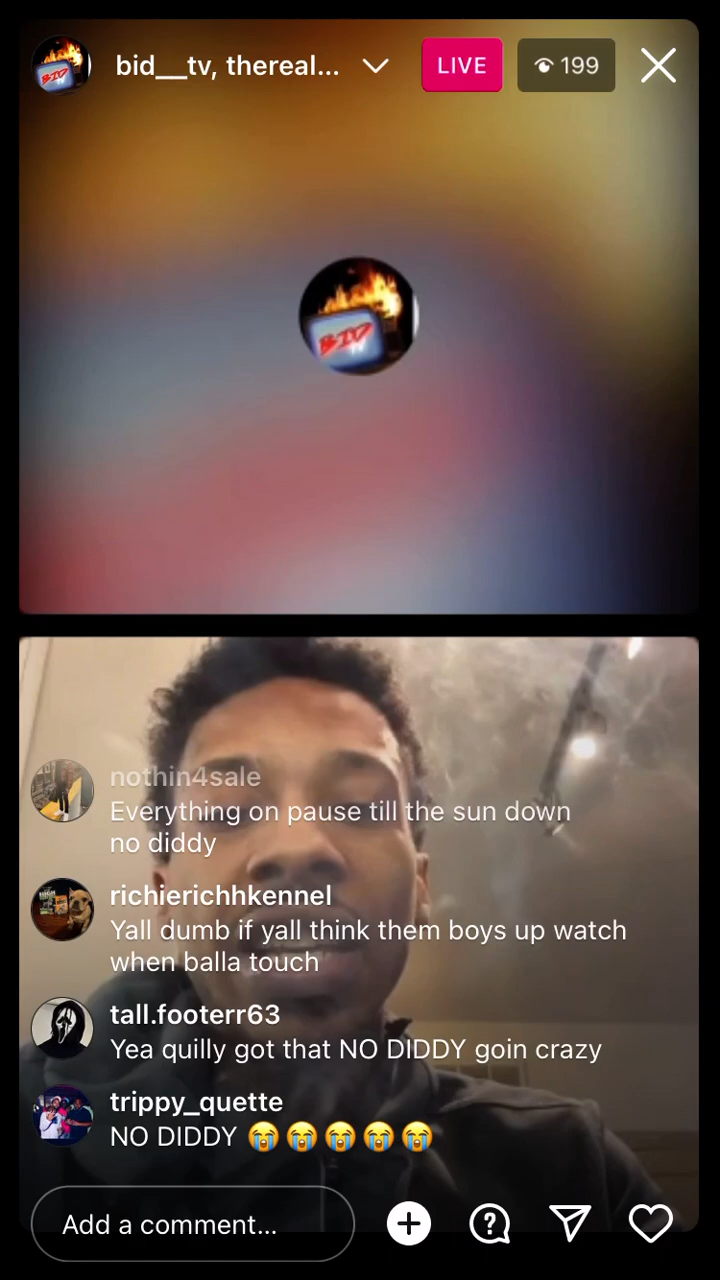 bid__tv, thereal...
LIVE
199
BID
BID
nothin4sale
Everything on pause till the sun down
no diddy
richierichhkennel
Yall dumb if yall think them boys up watch
when balla touch
tall.footerr63
Yea quilly got that NO DIDDY goin crazy
trippy_quette
NO DIDDY 😭😭😭😭😭
Add a comment...